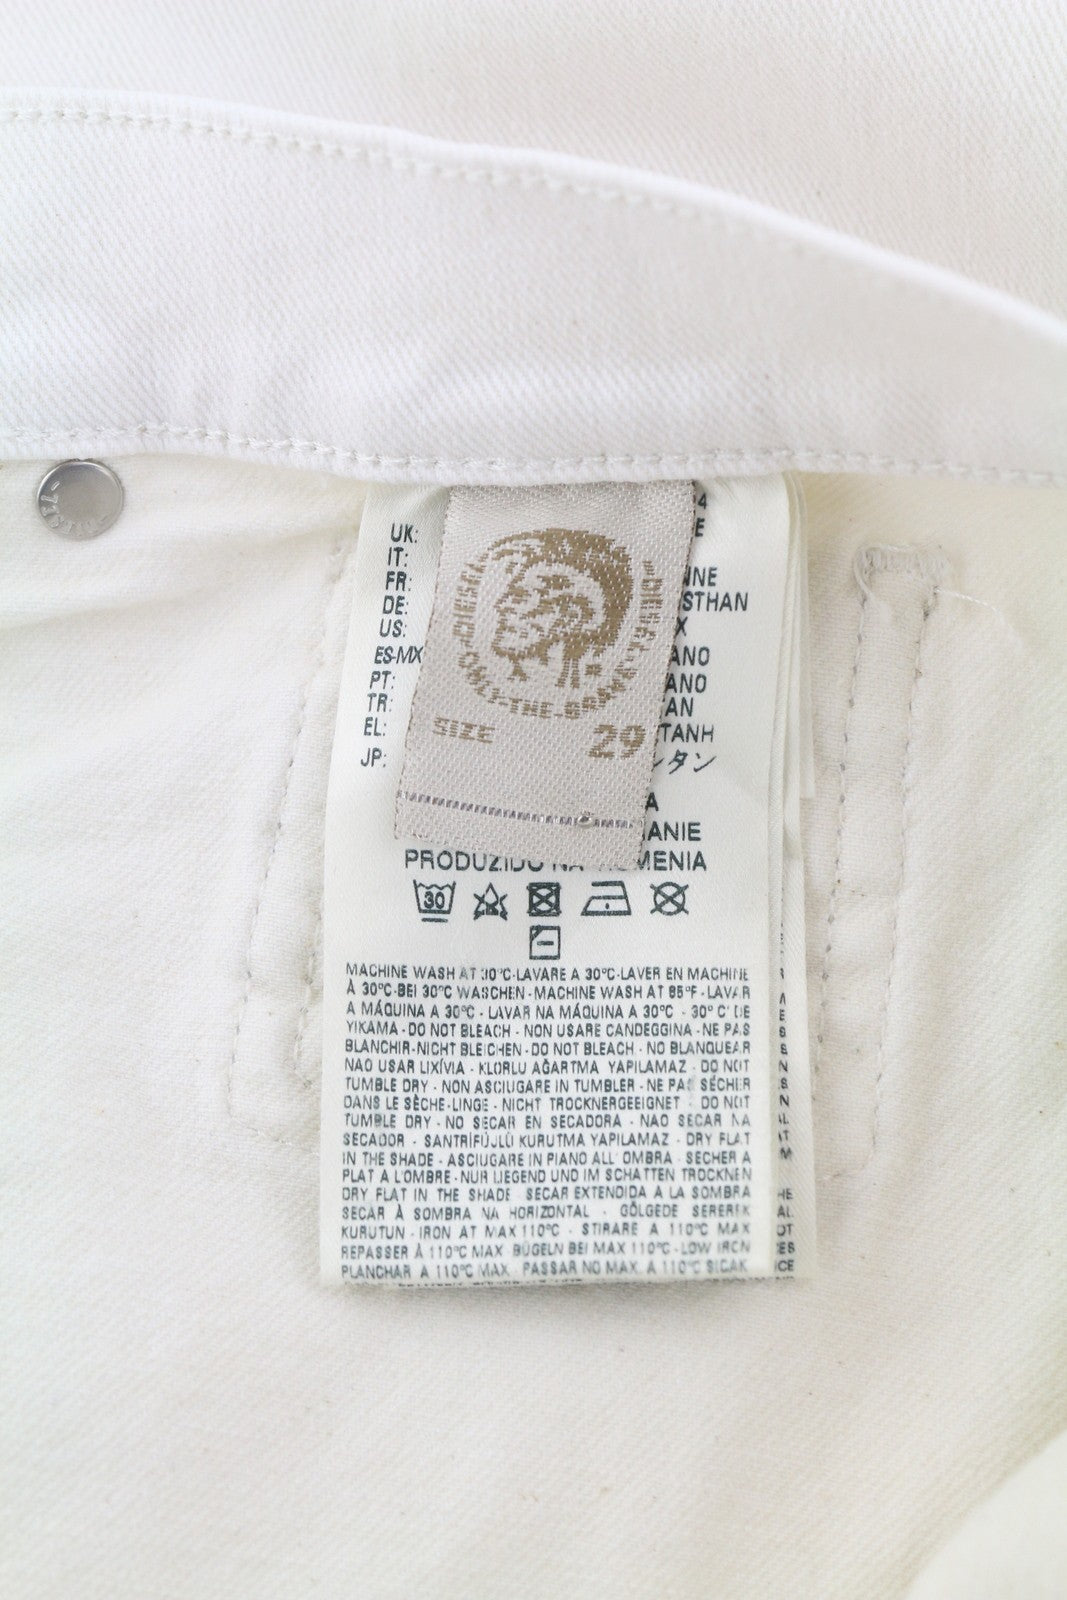 UK:
IT:
FR:
DE:
US:
ES-MX
PT:
TR:
EL:
JP:
4
E
NNE
STHAN
X
ANO
ANO
TAN
TANH
タン
A
MANIE
PRODUZIDO NA ROMENIA
DIESEL
ONLY-THE-BRAVE
SIZE 29
30
MACHINE WASH AT 30°C-LAVARE A 30°C-LAVER EN MACHINE
À 30°C-BEI 30°C WASCHEN - MACHINE WASH AT 85°F - LAVAR
A MÁQUINA A 30°C - LAVAR NA MÁQUINA A 30°C - 30° C' DE
YIKAMA - DO NOT BLEACH - NON USARE CANDEGGINA - NE PAS
BLANCHIR-NICHT BLEICHEN - DO NOT BLEACH - NO BLANQUEAR
NAO USAR LIXÍVIA - KLORLU AĞARTMA YAPILAMAZ - DO NOT
TUMBLE DRY - NON ASCIUGARE IN TUMBLER - NE PAS SÉCHER
DANS LE SÈCHE-LINGE - NICHT TROCKNERGEEIGNET - DO NOT
TUMBLE DRY - NO SECAR EN SECADORA - NAO SECAR NA
SECADOR - SANTRİFÜJLÜ KURUTMA YAPILAMAZ - DRY FLAT
IN THE SHADE - ASCIUGARE IN PIANO ALL' OMBRA - SECHER A
PLAT A L'OMBRE - NUR LIEGEND UND IM SCHATTEN TROCKNEN
DRY FLAT IN THE SHADE SECAR EXTENDIDA A LA SOMBRA
SECAR À SOMBRA NA HORIZONTAL - GÖLGEDE SEREREK
KURUTUN - IRON AT MAX 110°C - STIRARE A 110°C MAX
REPASSER À 110°C MAX BÜGELN BEI MAX 110°C - LOW IRON
PLANCHAR A 110°C MAX - PASSAR NO MAX A 110°C SICAK